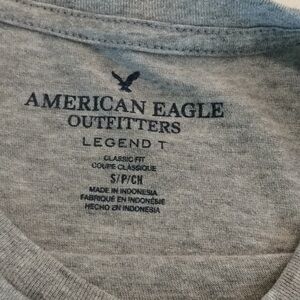 AMERICAN EAGLE
OUTFITTERS
LEGEND T
CLASSIC FIT
COUPE CLASSIQUE
S/P/CH
MADE IN INDONESIA
FABRIQUÉ EN INDONÉSIE
HECHO EN INDONESIA